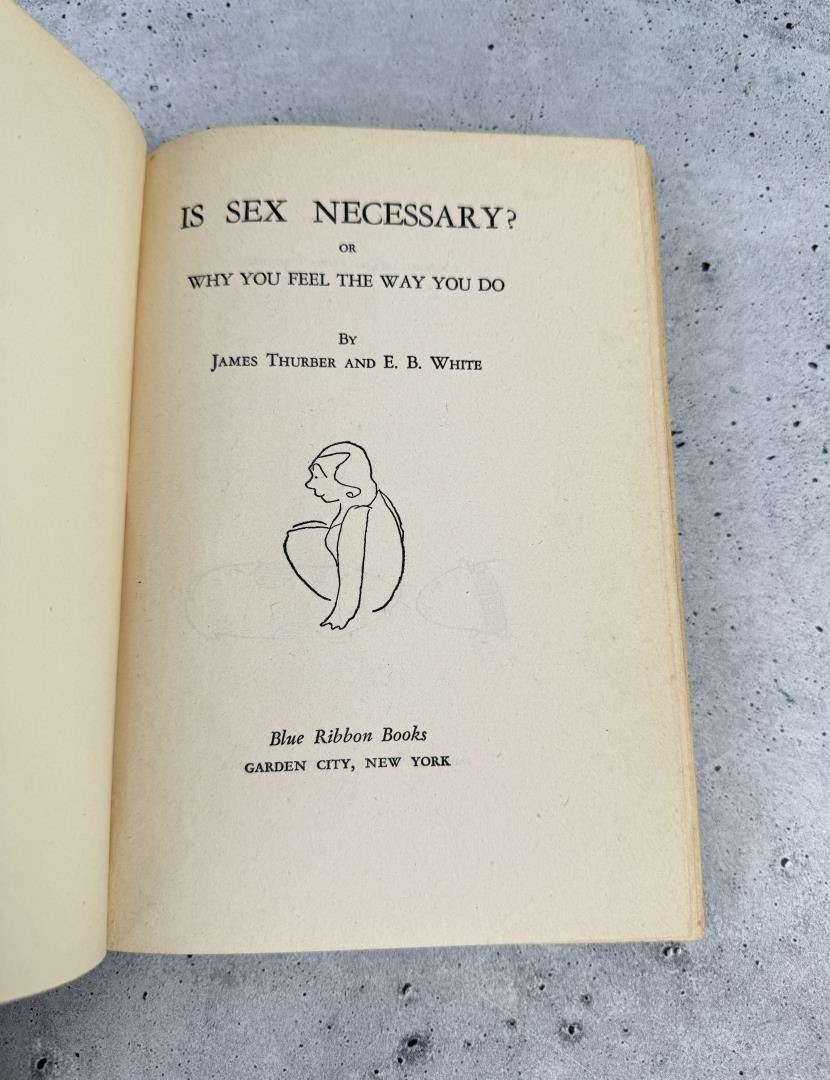 IS SEX NECESSARY?
OR
WHY YOU FEEL THE WAY YOU DO
BY
JAMES THURBER AND E. B. WHITE
Blue Ribbon Books
GARDEN CITY, NEW YORK